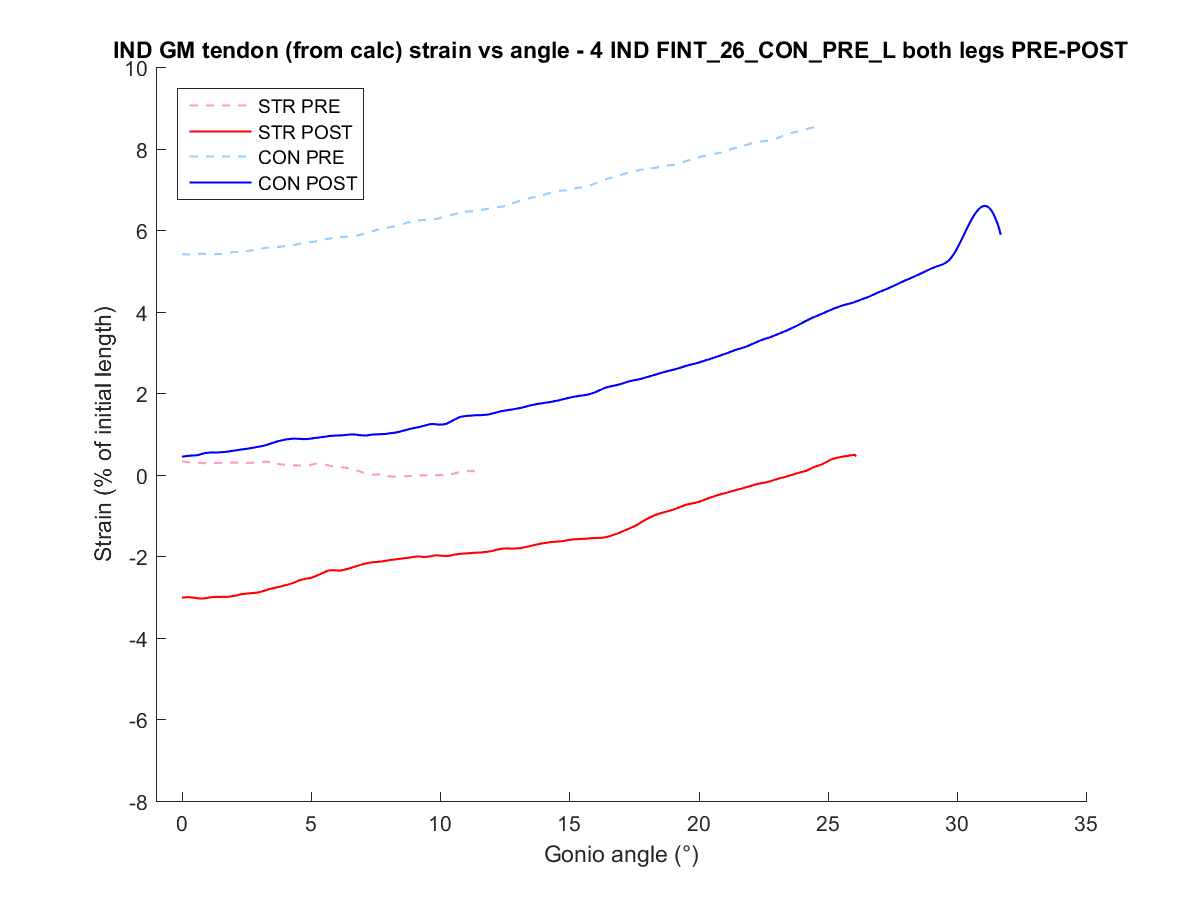 IND GM tendon (from calc) strain vs angle - 4 IND FINT_26_CON_PRE_L both legs PRE-POST
STR PRE
STR POST
CON PRE
CON POST
10
8
6
4
2
0
-2
-4
-6
-8
Strain (% of initial length)
0 5 10 15 20 25 30 35
Gonio angle (°)